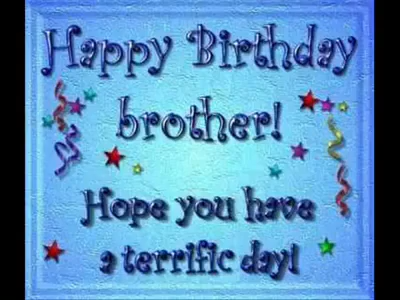 Happy Birthday
brother!
Hope you have
a terrific day!